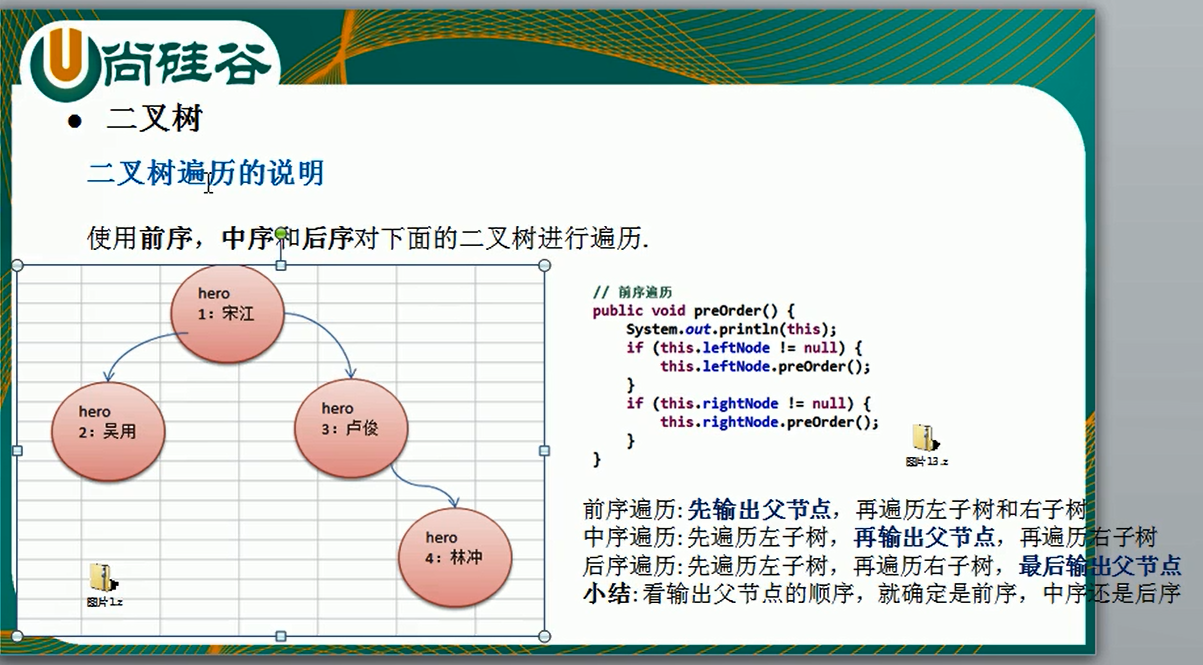 尚硅谷
● 二叉树
二叉树遍历的说明
使用前序，中序和后序对下面的二叉树进行遍历.
hero
1：宋江
hero
2：吴用
hero
3：卢俊
hero
4：林冲
图片1.z
// 前序遍历
public void preOrder() {
System.out.println(this);
if (this.leftNode != null) {
this.leftNode.preOrder();
}
if (this.rightNode != null) {
this.rightNode.preOrder();
}
}
图片13.z
前序遍历: 先输出父节点，再遍历左子树和右子树
中序遍历: 先遍历左子树，再输出父节点，再遍历右子树
后序遍历: 先遍历左子树，再遍历右子树，最后输出父节点
小结: 看输出父节点的顺序，就确定是前序，中序还是后序